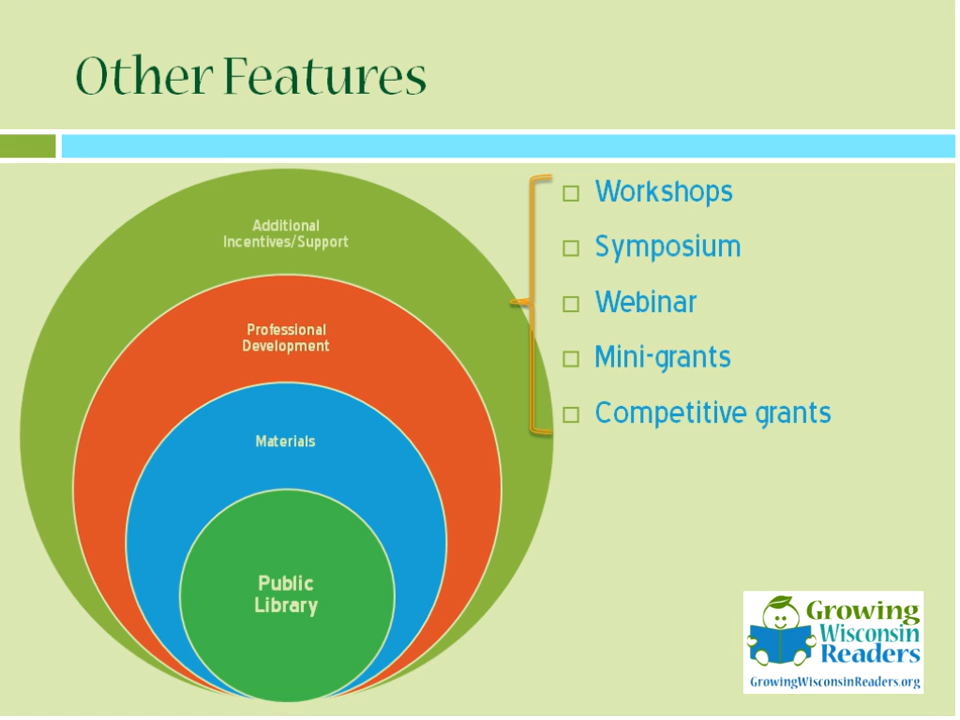 Other Features
Additional
Incentives/Support
Professional
Development
Materials
Public
Library
Workshops
Symposium
Webinar
Mini-grants
Competitive grants
Growing
Wisconsin
Readers
GrowingWisconsinReaders.org